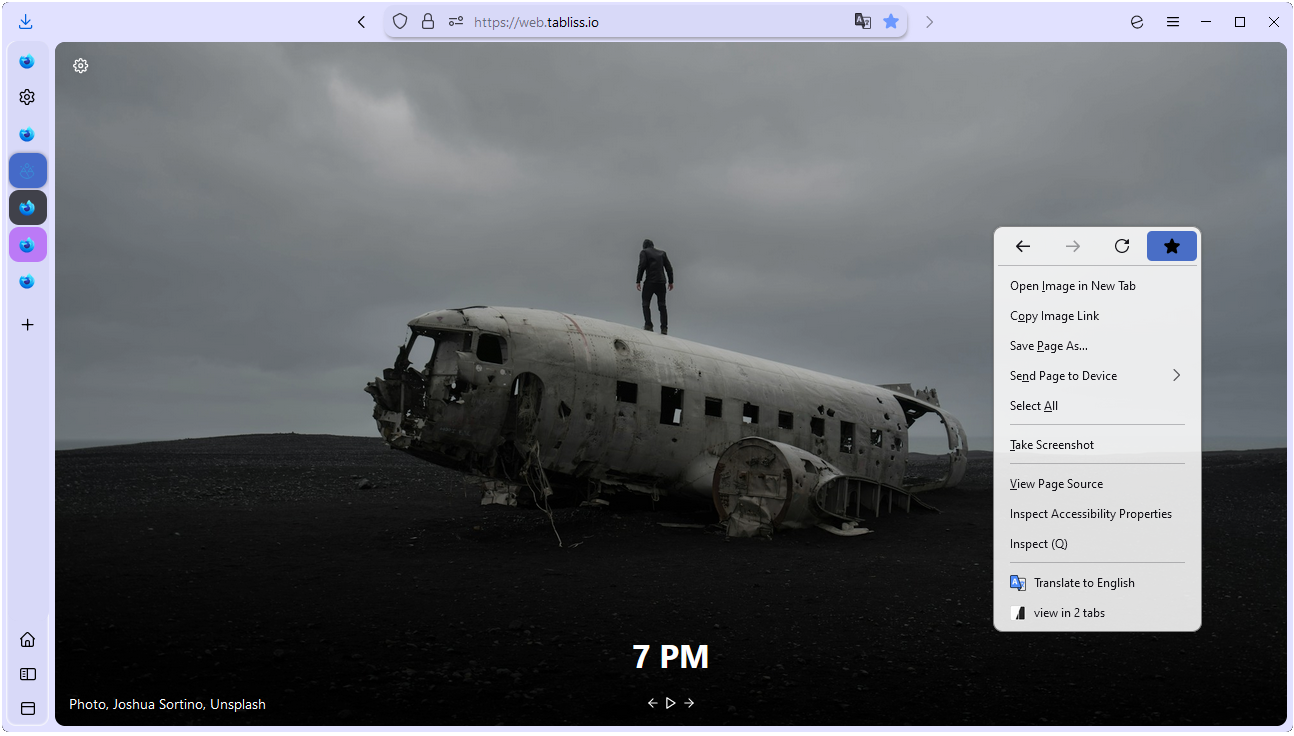 https://web.tabliss.io
Open Image in New Tab
Copy Image Link
Save Page As...
Send Page to Device
Select All
Take Screenshot
View Page Source
Inspect Accessibility Properties
Inspect (Q)
Translate to English
view in 2 tabs
7 PM
Photo, Joshua Sortino, Unsplash